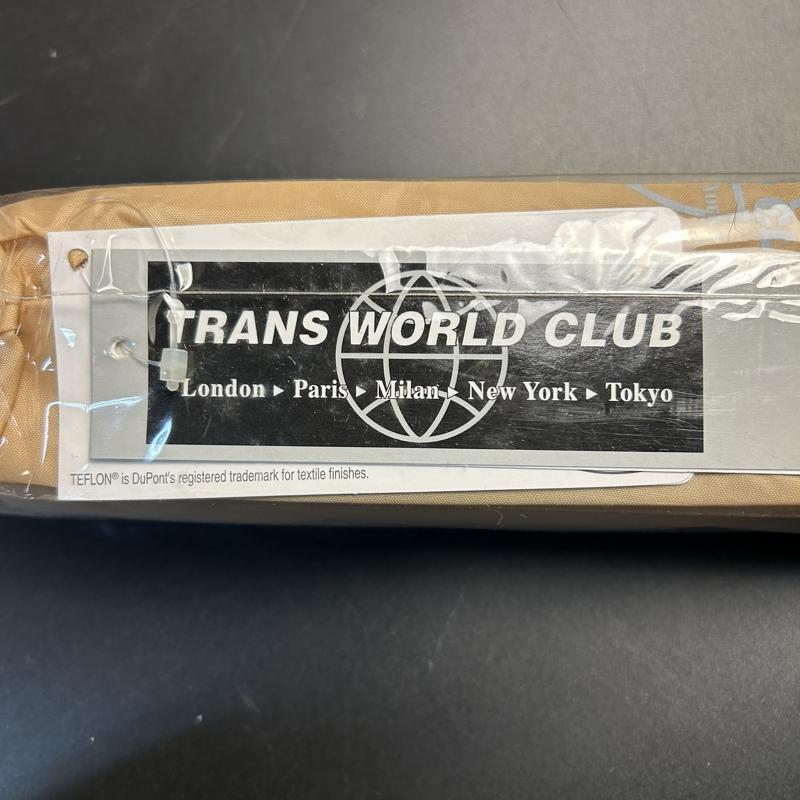 TRANS WORLD CLUB
London ▸ Paris ▸ Milan ▸ New York ▸ Tokyo
TEFLON® is DuPont's registered trademark for textile finishes.